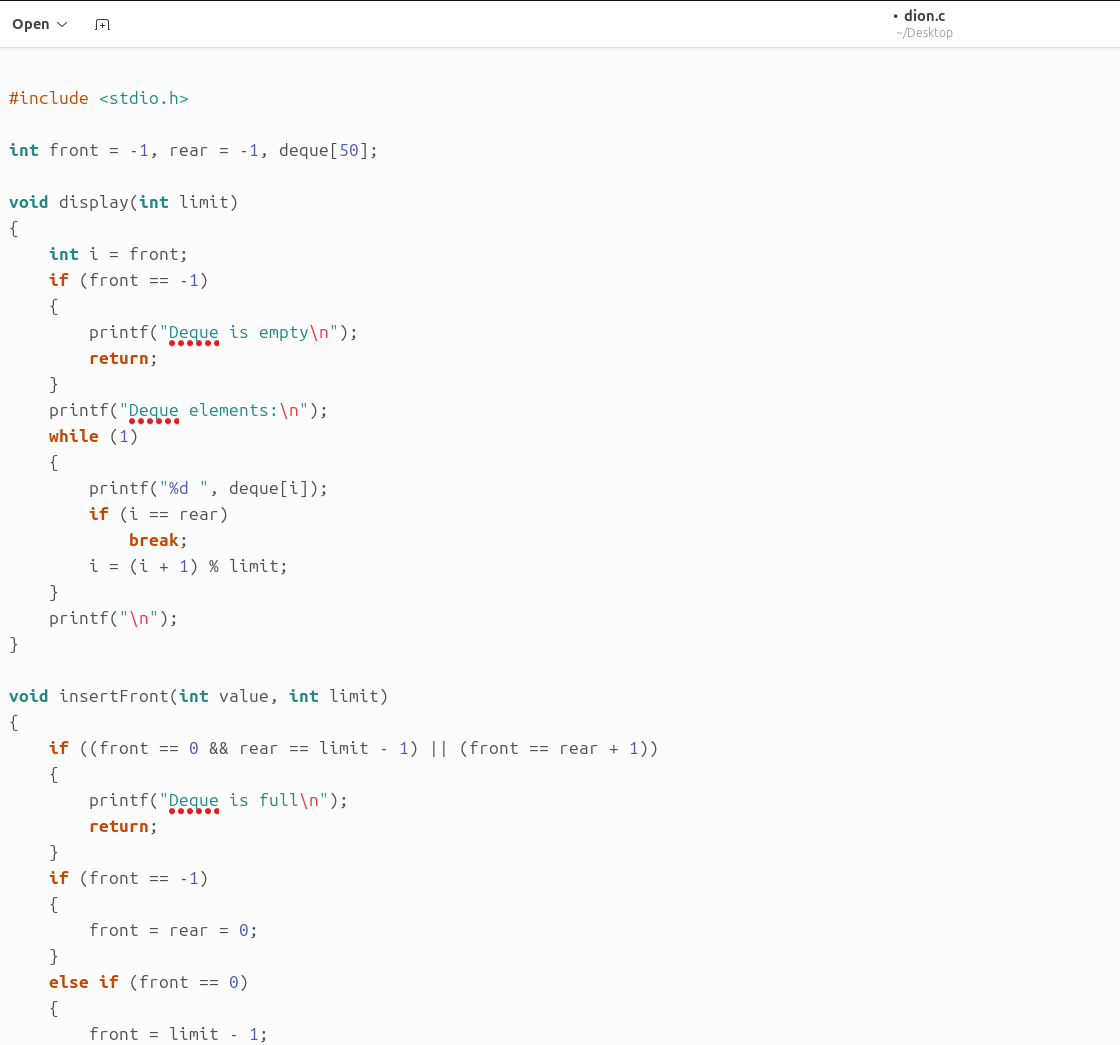 Open
• dion.c
~/Desktop
#include <stdio.h>
int front = -1, rear = -1, deque[50];
void display(int limit)
{
    int i = front;
    if (front == -1)
    {
        printf("Deque is empty\n");
        return;
    }
    printf("Deque elements:\n");
    while (1)
    {
        printf("%d ", deque[i]);
        if (i == rear)
            break;
        i = (i + 1) % limit;
    }
    printf("\n");
}
void insertFront(int value, int limit)
{
    if ((front == 0 && rear == limit - 1) || (front == rear + 1))
    {
        printf("Deque is full\n");
        return;
    }
    if (front == -1)
    {
        front = rear = 0;
    }
    else if (front == 0)
    {
        front = limit - 1;